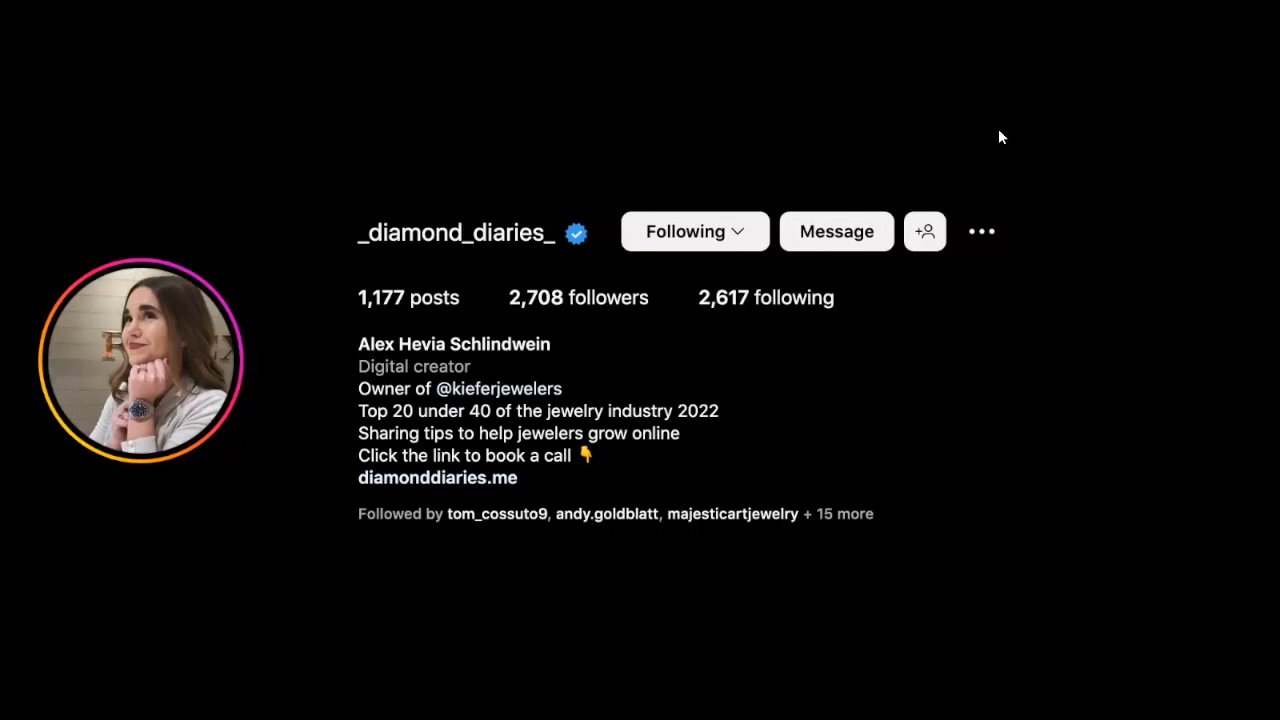 _diamond_diaries_
Following
Message
1,177 posts 2,708 followers 2,617 following
Alex Hevia Schlindwein
Digital creator
Owner of @kieferjewelers
Top 20 under 40 of the jewelry industry 2022
Sharing tips to help jewelers grow online
Click the link to book a call 👇
diamonddiaries.me
Followed by tom_cossuto9, andy.goldblatt, majesticartjewelry + 15 more